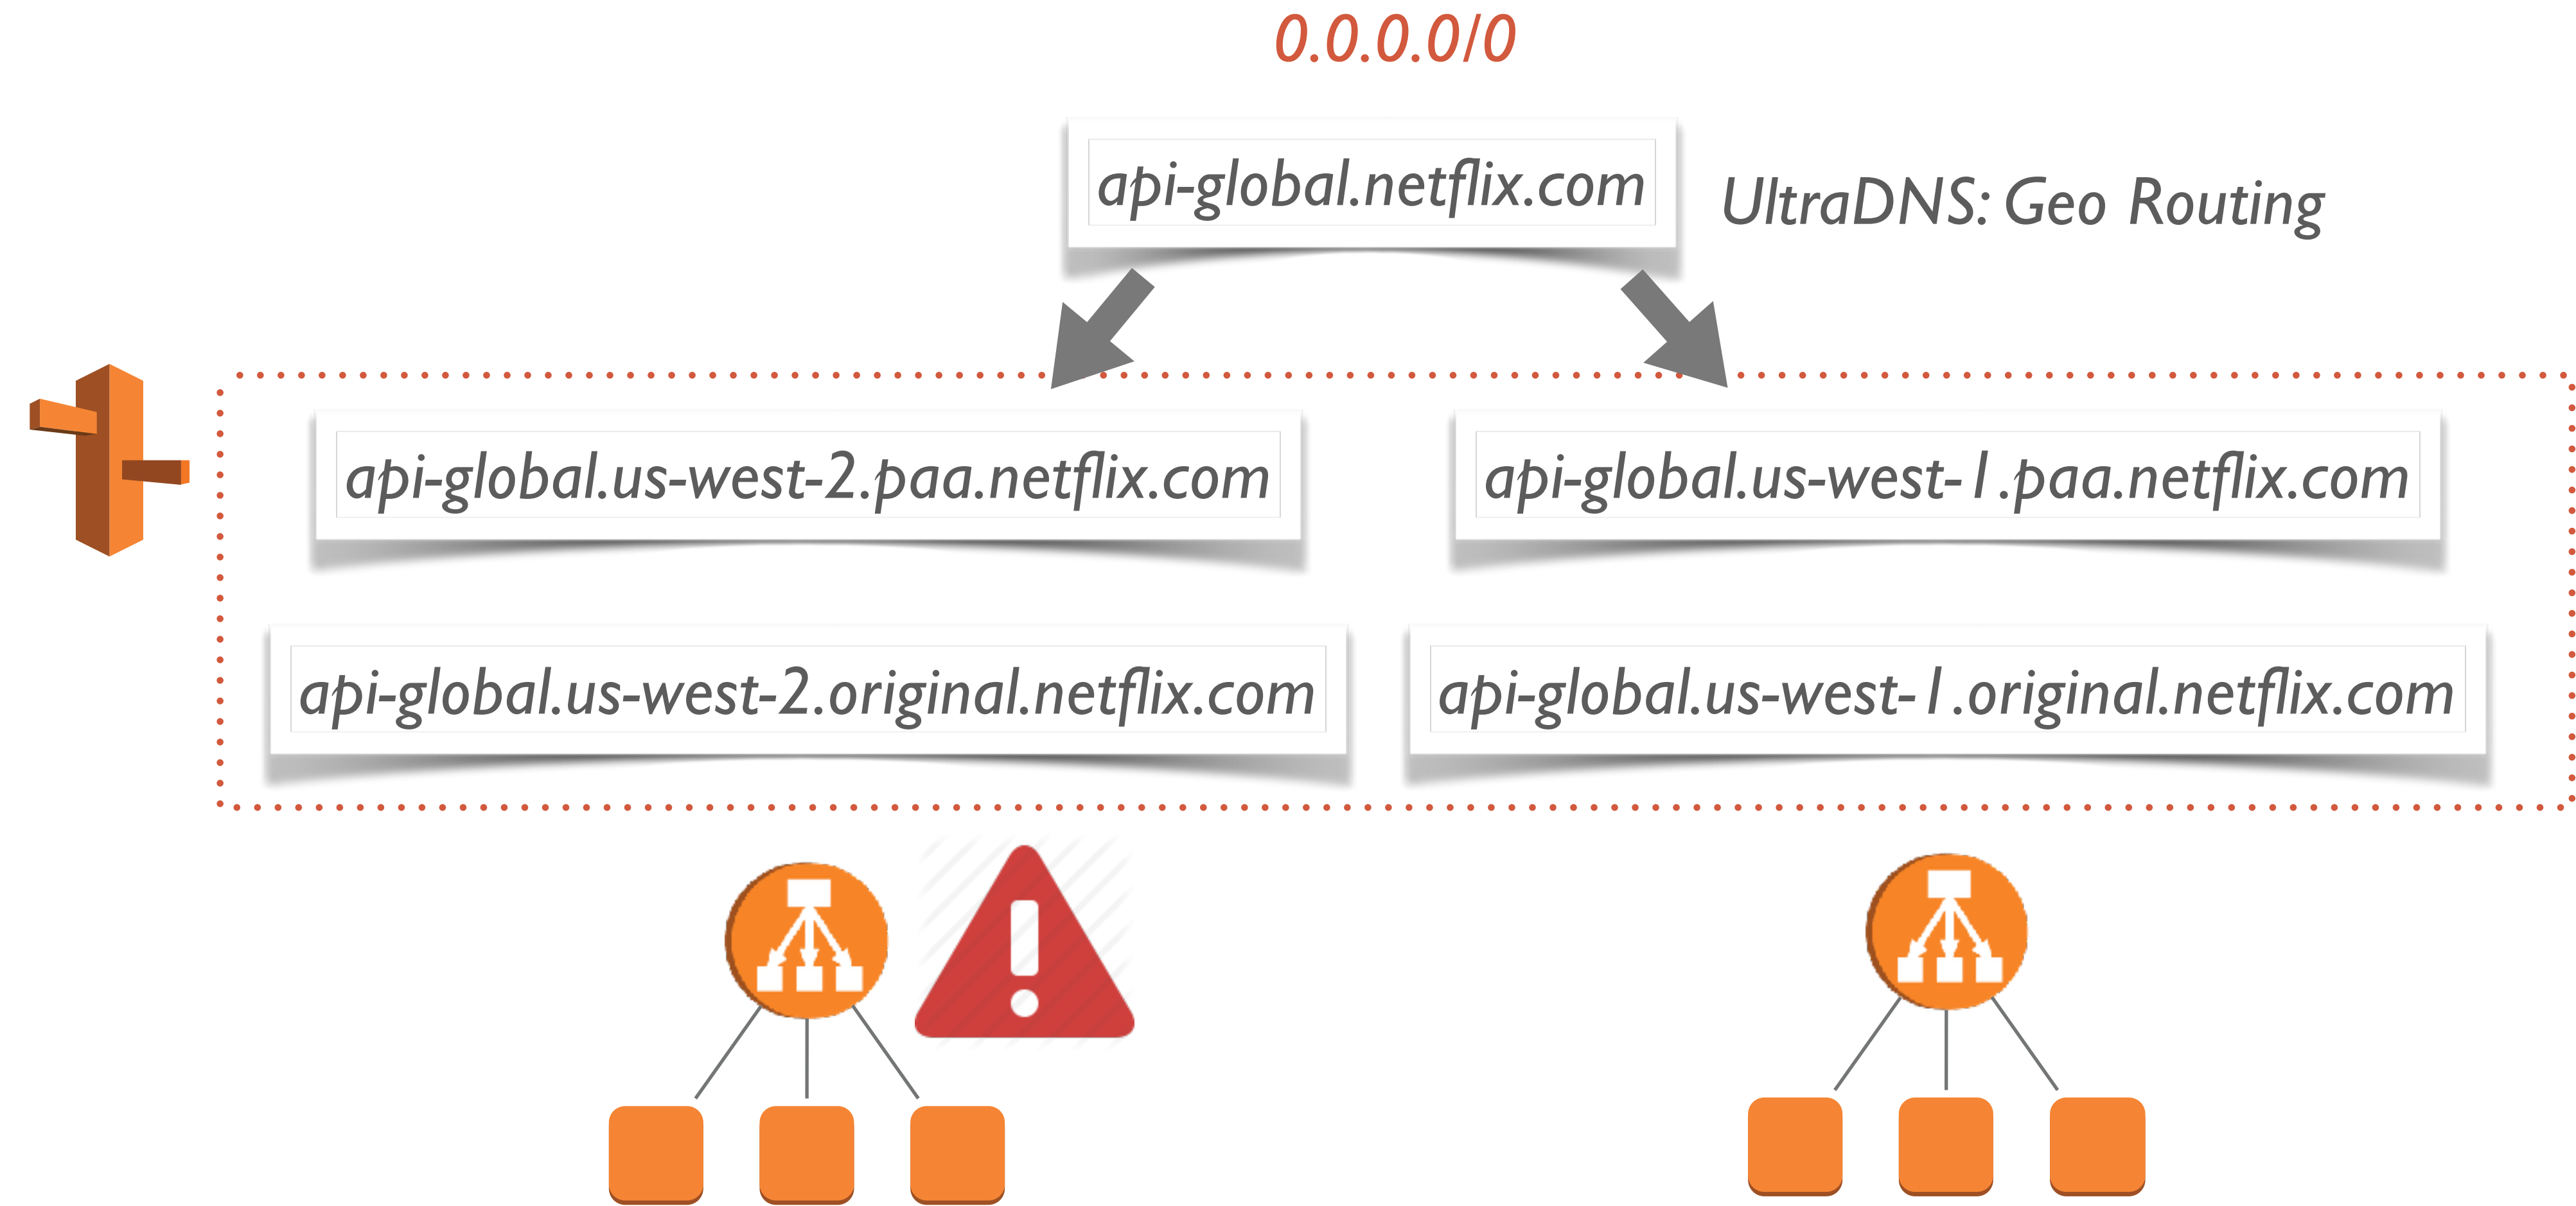 0.0.0.0/0
api-global.netflix.com
UltraDNS: Geo Routing
api-global.us-west-2.paa.netflix.com
api-global.us-west-1.paa.netflix.com
api-global.us-west-2.original.netflix.com
api-global.us-west-1.original.netflix.com